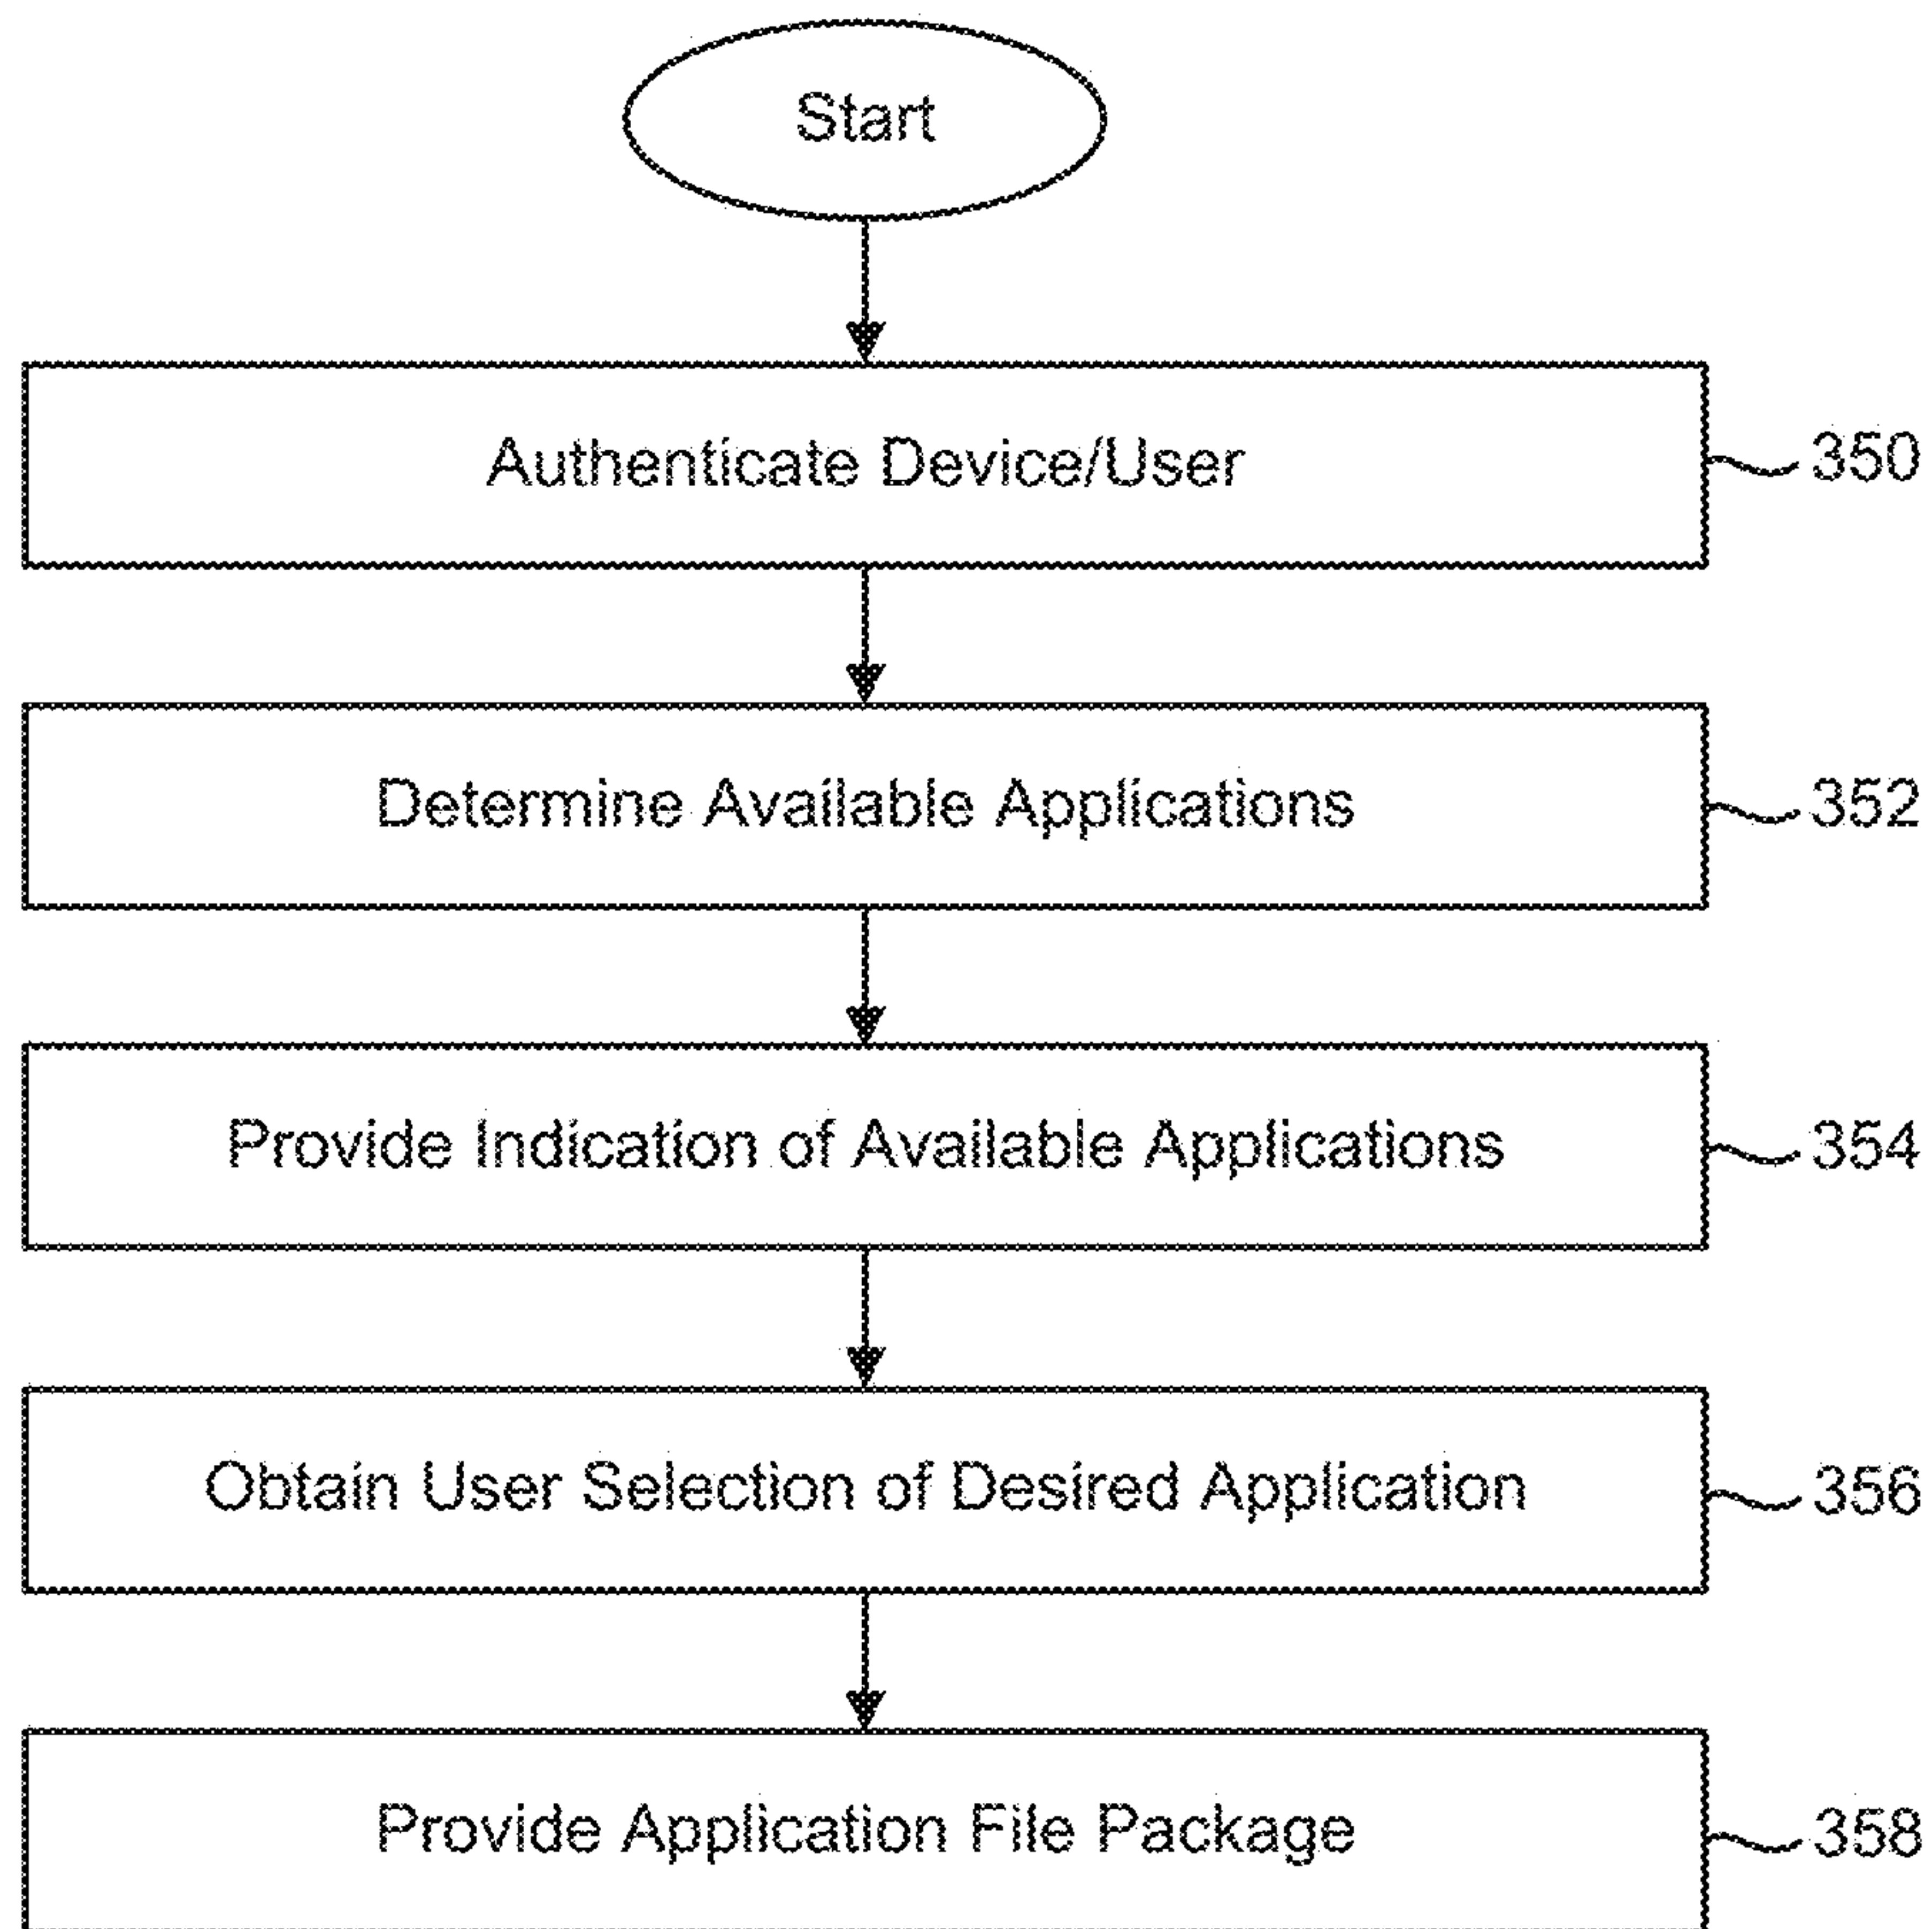 Start
Authenticate Device/User
350
Determine Available Applications
352
Provide Indication of Available Applications
354
Obtain User Selection of Desired Application
356
Provide Application File Package
358